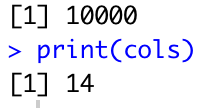 [1] 10000
> print(cols)
[1] 14